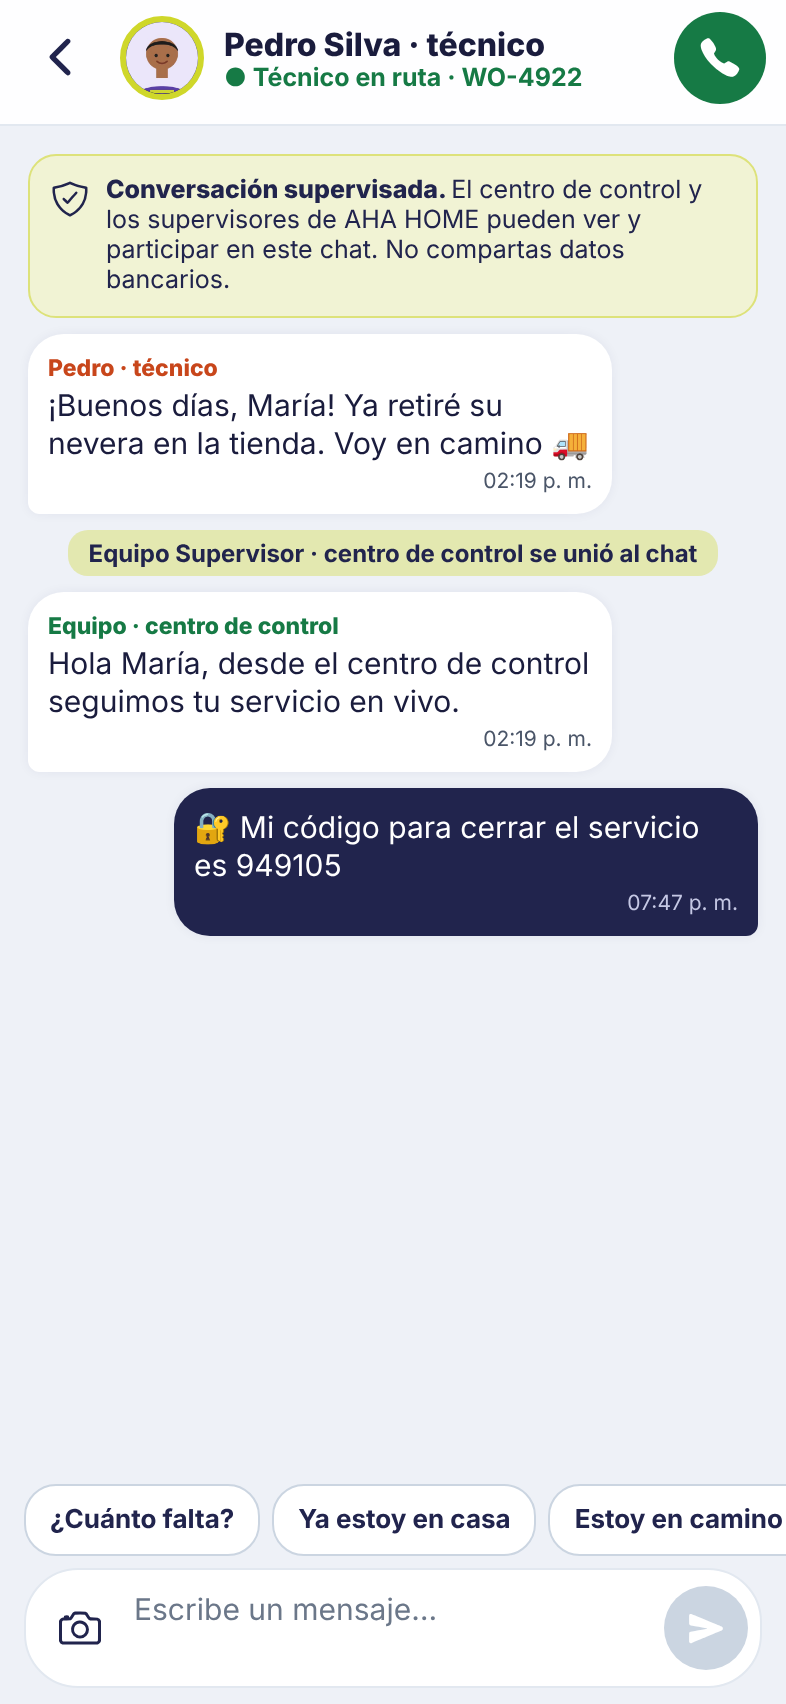 Pedro Silva · técnico
Técnico en ruta · WO-4922
Conversación supervisada. El centro de control y
los supervisores de AHA HOME pueden ver y
participar en este chat. No compartas datos
bancarios.
Pedro · técnico
¡Buenos días, María! Ya retiré su
nevera en la tienda. Voy en camino 🚚
02:19 p. m.
Equipo Supervisor · centro de control se unió al chat
Equipo · centro de control
Hola María, desde el centro de control
seguimos tu servicio en vivo.
02:19 p. m.
🔐 Mi código para cerrar el servicio
es 949105
07:47 p. m.
¿Cuánto falta?
Ya estoy en casa
Estoy en camino
Escribe un mensaje...